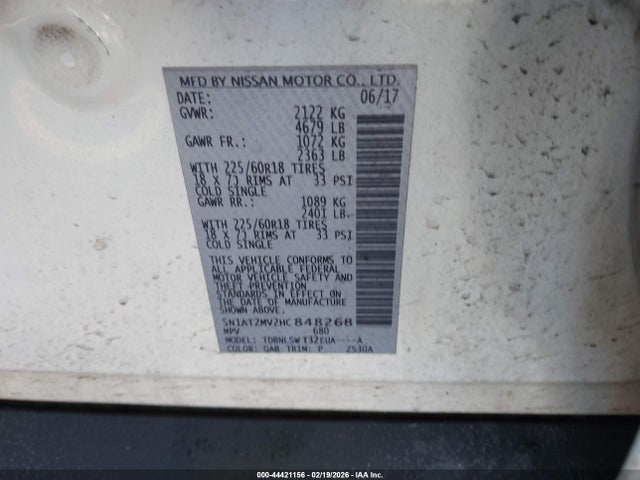 MFD BY NISSAN MOTOR CO., LTD.
DATE: 06/17
GVWR: 2122 KG
4679 LB
GAWR FR.: 1072 KG
2363 LB
WITH 225/60R18 TIRES
18 X 7J RIMS AT 33 PSI
COLD SINGLE
GAWR RR.: 1089 KG
2401 LB.
WITH 225/60R18 TIRES
18 X 7J RIMS AT 33 PSI
COLD SINGLE
THIS VEHICLE CONFORMS TO
ALL APPLICABLE FEDERAL
MOTOR VEHICLE SAFETY AND
THEFT PREVENTION
STANDARDS IN EFFECT ON
THE DATE OF MANUFACTURE
SHOWN ABOVE.
5N1AT2MV2HC848268
MPV 680
MODEL: TDBNLSW T32EUA----A
COLOR: QAB TRIM: P ZS30A
000-44421156 - 02/19/2026 - IAAI, Inc.